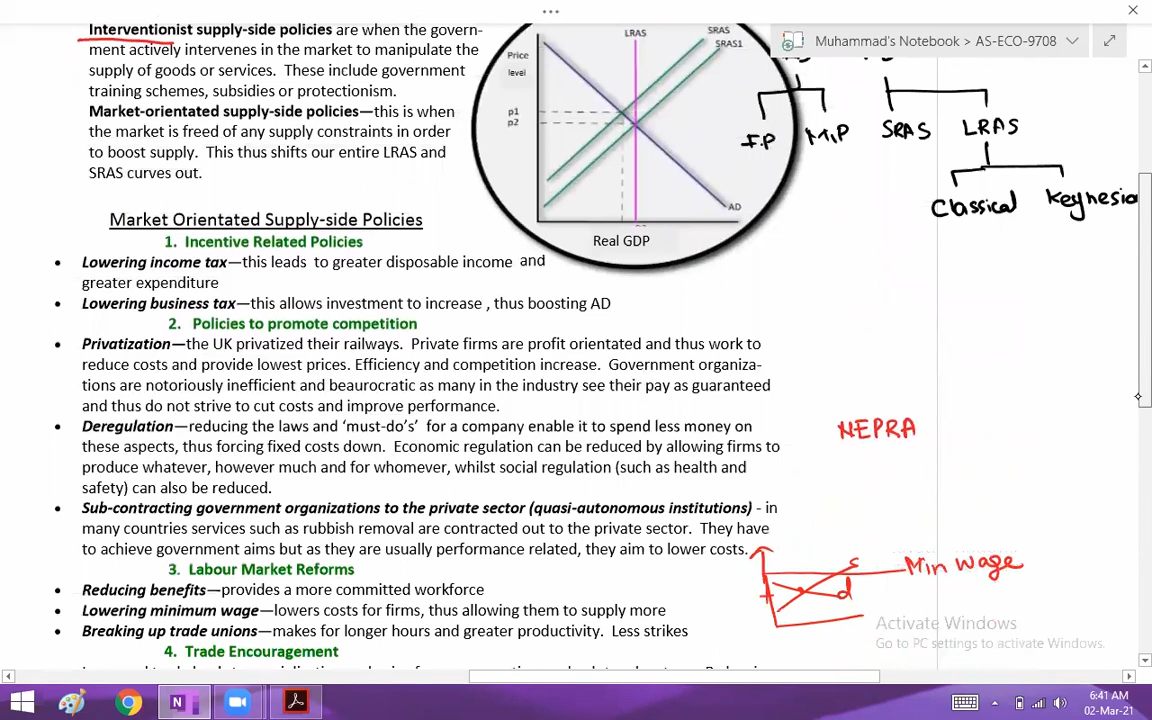 Interventionist supply-side policies are when the govern-
ment actively intervenes in the market to manipulate the
supply of goods or services. These include government
training schemes, subsidies or protectionism.
Market-orientated supply-side policies—this is when
the market is freed of any supply constraints in order
to boost supply. This thus shifts our entire LRAS and
SRAS curves out.
Price
level
p1
p2
LRAS
SRAS
SRAS1
AD
Real GDP
Muhammad's Notebook > AS-ECO-9708
F.P
M.P
SRAS
LRAS
Classical
Keynesian
Market Orientated Supply-side Policies
1. Incentive Related Policies
• Lowering income tax—this leads to greater disposable income and
greater expenditure
• Lowering business tax—this allows investment to increase , thus boosting AD
2. Policies to promote competition
• Privatization—the UK privatized their railways. Private firms are profit orientated and thus work to
reduce costs and provide lowest prices. Efficiency and competition increase. Government organiza-
tions are notoriously inefficient and beaurocratic as many in the industry see their pay as guaranteed
and thus do not strive to cut costs and improve performance.
• Deregulation—reducing the laws and ‘must-do’s’ for a company enable it to spend less money on
these aspects, thus forcing fixed costs down. Economic regulation can be reduced by allowing firms to
produce whatever, however much and for whomever, whilst social regulation (such as health and
safety) can also be reduced.
NEPRA
• Sub-contracting government organizations to the private sector (quasi-autonomous institutions) - in
many countries services such as rubbish removal are contracted out to the private sector. They have
to achieve government aims but as they are usually performance related, they aim to lower costs.
3. Labour Market Reforms
• Reducing benefits—provides a more committed workforce
• Lowering minimum wage—lowers costs for firms, thus allowing them to supply more
• Breaking up trade unions—makes for longer hours and greater productivity. Less strikes
4. Trade Encouragement
s
d
Min Wage
Activate Windows
Go to PC settings to activate Windows.
6:41 AM
02-Mar-21